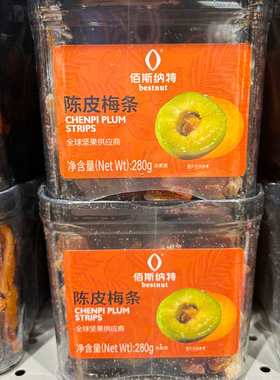 佰斯纳特
bestnut
陈皮梅条
CHENPI PLUM
STRIPS
全球坚果供应商
净含量(Net Wt):280g
佰斯纳特
bestnut
陈皮梅条
CHENPI PLUM
STRIPS
全球坚果供应商
净含量(Net Wt):280g